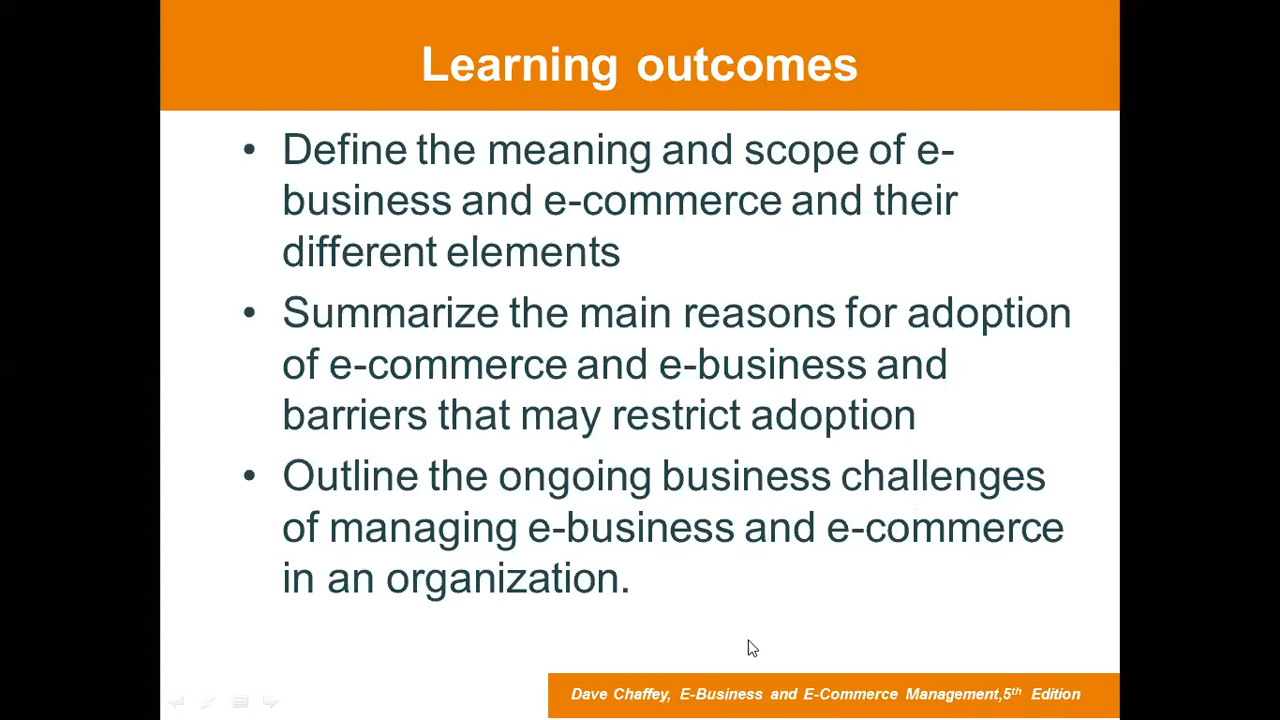 Learning outcomes
• Define the meaning and scope of e-
business and e-commerce and their
different elements
• Summarize the main reasons for adoption
of e-commerce and e-business and
barriers that may restrict adoption
• Outline the ongoing business challenges
of managing e-business and e-commerce
in an organization.
Dave Chaffey, E-Business and E-Commerce Management,5th Edition